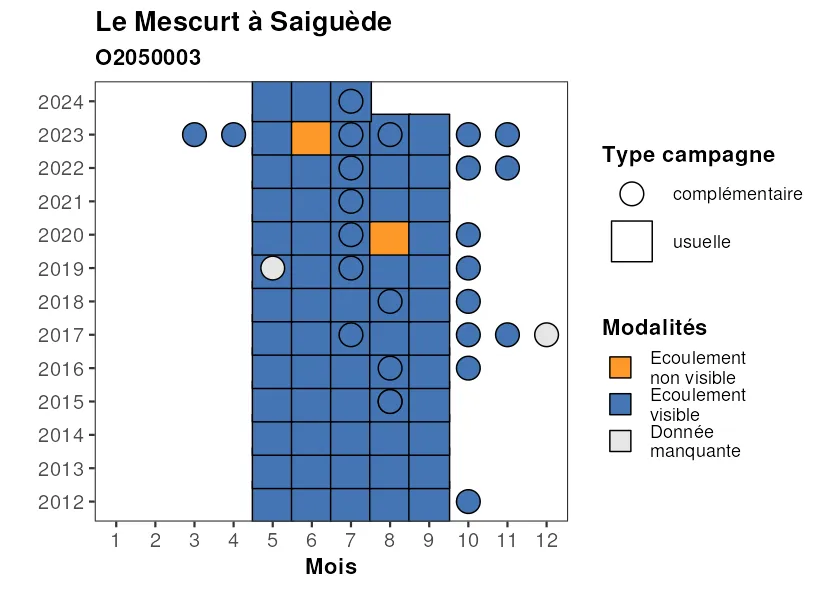 Le Mescurt à Saiguède
O2050003
2024
2023
2022
2021
2020
2019
2018
2017
2016
2015
2014
2013
2012
1 2 3 4 5 6 7 8 9 10 11 12
Mois
Type campagne
complémentaire
usuelle
Modalités
Ecoulement
non visible
Ecoulement
visible
Donnée
manquante